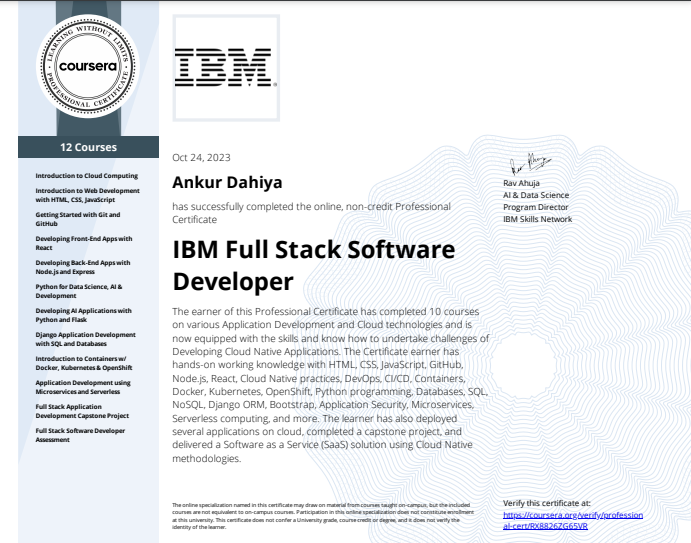 LEARNING WITHOUT LIMITS
coursera
PROFESSIONAL CERTIFICATE
12 Courses
Introduction to Cloud Computing
Introduction to Web Development
with HTML, CSS, JavaScript
Getting Started with Git and
GitHub
Developing Front-End Apps with
React
Developing Back-End Apps with
Node.js and Express
Python for Data Science, AI &
Development
Developing AI Applications with
Python and Flask
Django Application Development
with SQL and Databases
Introduction to Containers w/
Docker, Kubernetes & OpenShift
Application Development using
Microservices and Serverless
Full Stack Application
Development Capstone Project
Full Stack Software Developer
Assessment
IBM
Oct 24, 2023
Ankur Dahiya
has successfully completed the online, non-credit Professional
Certificate
IBM Full Stack Software
Developer
The earner of this Professional Certificate has completed 10 courses
on various Application Development and Cloud technologies and is
now equipped with the skills and know how to undertake challenges of
Developing Cloud Native Applications. The Certificate earner has
hands-on working knowledge with HTML, CSS, JavaScript, GitHub,
Node.js, React, Cloud Native practices, DevOps, CI/CD, Containers,
Docker, Kubernetes, OpenShift, Python programming, Databases, SQL,
NoSQL, Django ORM, Bootstrap, Application Security, Microservices,
Serverless computing, and more. The learner has also deployed
several applications on cloud, completed a capstone project, and
delivered a Software as a Service (SaaS) solution using Cloud Native
methodologies.
Rav Ahuja
Rav Ahuja
AI & Data Science
Program Director
IBM Skills Network
The online specialization named in this certificate may draw on material from courses taught on-campus, but the included
courses are not equivalent to on-campus courses. Participation in this online specialization does not constitute enrollment
at this university. This certificate does not confer a University grade, course credit or degree, and it does not verify the
identity of the learner.
Verify this certificate at:
https://coursera.org/verify/profession
al-cert/RX8826ZG65VR